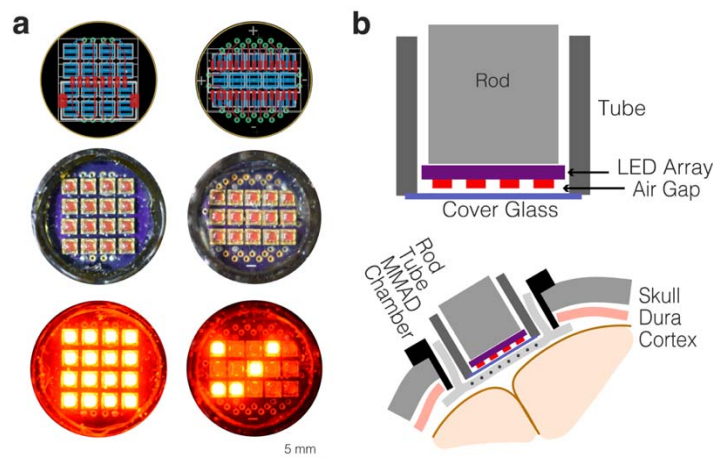 a
b
Rod
Tube
LED Array
Air Gap
Cover Glass
Rod
Tube
MMAD
Chamber
Skull
Dura
Cortex
5 mm
+
+
-
-